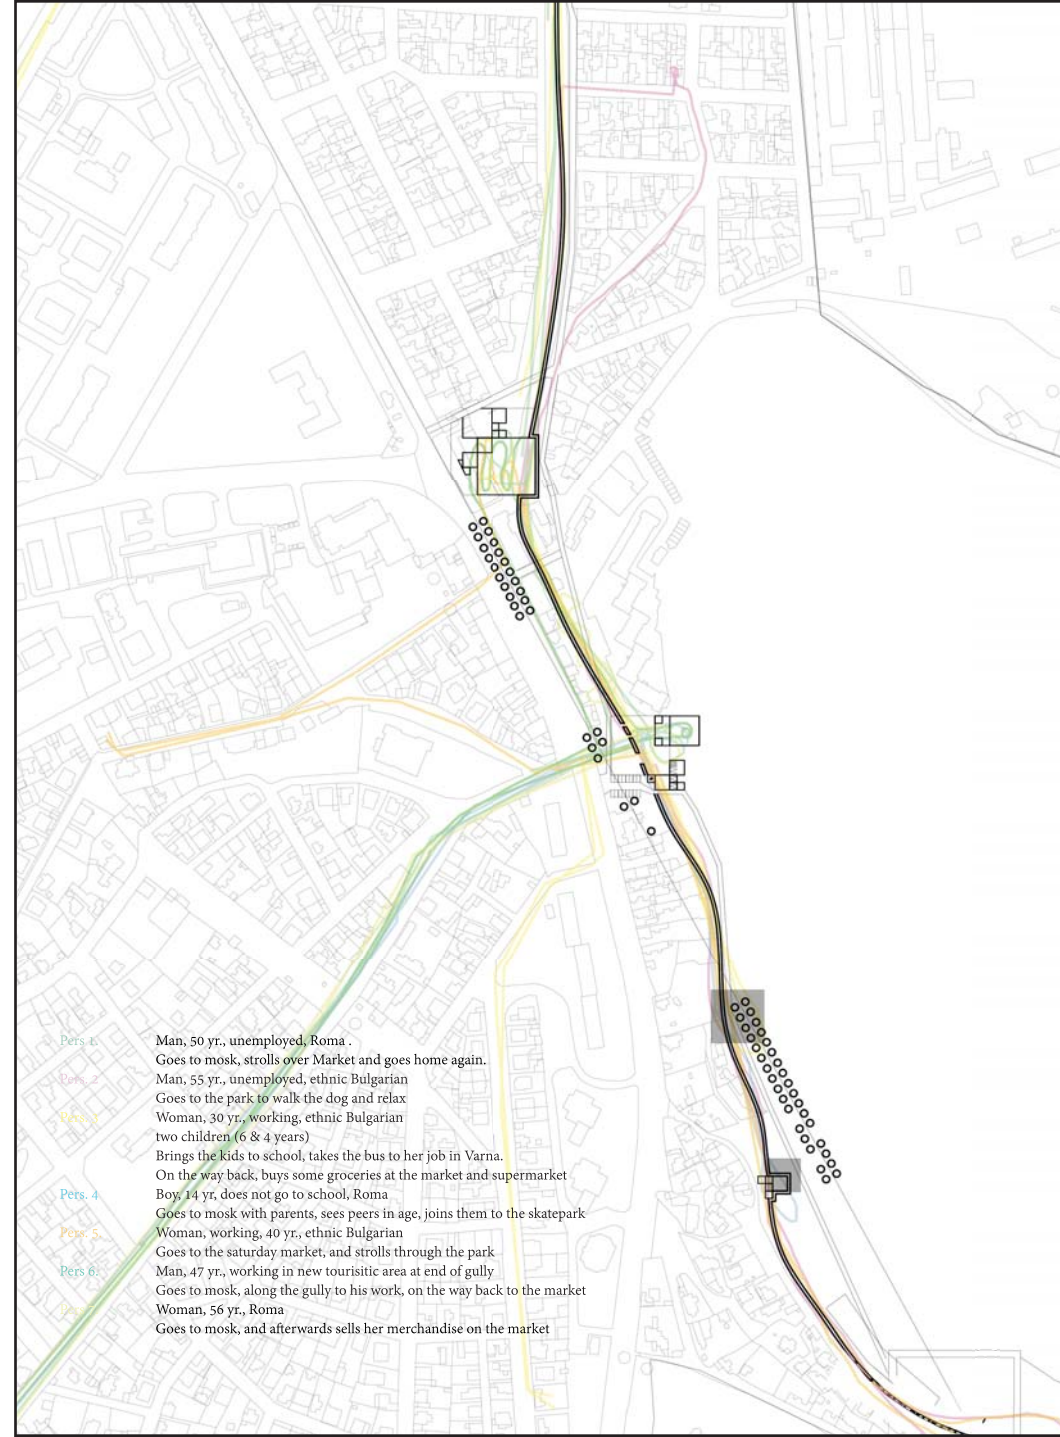 Pers 1. Man, 50 yr., unemployed, Roma .
Goes to mosk, strolls over Market and goes home again.
Pers. 2 Man, 55 yr., unemployed, ethnic Bulgarian
Goes to the park to walk the dog and relax
Pers. 3 Woman, 30 yr., working, ethnic Bulgarian
two children (6 & 4 years)
Brings the kids to school, takes the bus to her job in Varna.
On the way back, buys some groceries at the market and supermarket
Pers. 4 Boy, 14 yr, does not go to school, Roma
Goes to mosk with parents, sees peers in age, joins them to the skatepark
Pers. 5. Woman, working, 40 yr., ethnic Bulgarian
Goes to the saturday market, and strolls through the park
Pers 6. Man, 47 yr., working in new tourisitic area at end of gully
Goes to mosk, along the gully to his work, on the way back to the market
Woman, 56 yr., Roma
Goes to mosk, and afterwards sells her merchandise on the market